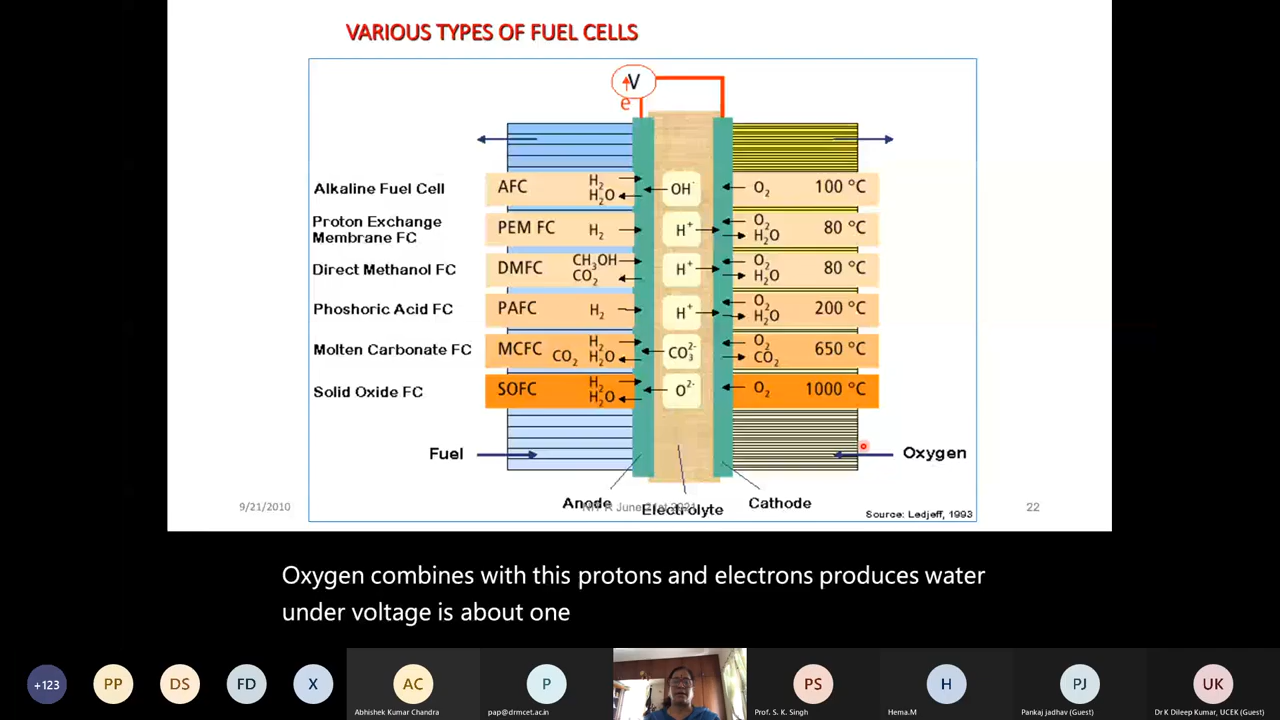 VARIOUS TYPES OF FUEL CELLS
V
e
Alkaline Fuel Cell AFC H₂ H₂O OH⁻ O₂ 100 °C
Proton Exchange Membrane FC PEM FC H₂ H⁺ O₂ H₂O 80 °C
Direct Methanol FC DMFC CH₃OH CO₂ H⁺ O₂ H₂O 80 °C
Phoshoric Acid FC PAFC H₂ H⁺ O₂ H₂O 200 °C
Molten Carbonate FC MCFC CO₂ H₂ H₂O CO₃²⁻ O₂ CO₂ 650 °C
Solid Oxide FC SOFC H₂ H₂O O²⁻ O₂ 1000 °C
Fuel Oxygen
Anode Electrolyte Cathode
9/21/2010 June 21st 2021 22
Source: Ledjeff, 1993
Oxygen combines with this protons and electrons produces water
under voltage is about one
+123 PP DS FD X AC P PS H PJ UK
Abhishek Kumar Chandra pap@drmcet.ac.in Prof. S. K. Singh Hema.M Pankaj jadhav (Guest) Dr K Dileep Kumar, UCEK (Guest)